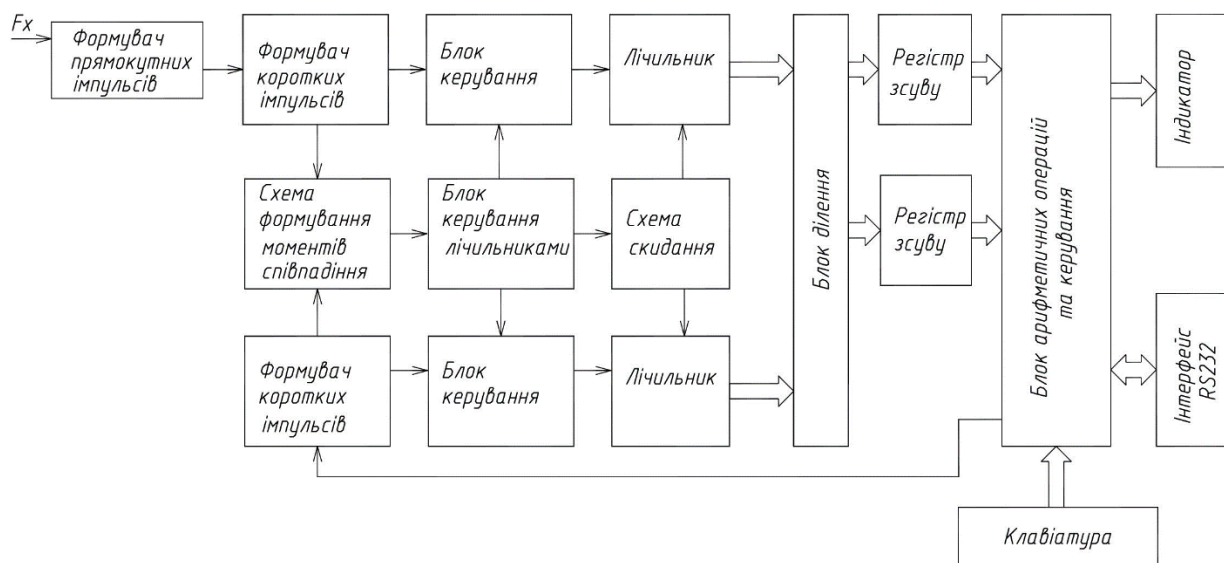 Fx
Формувач
прямокутних
імпульсів
Формувач
коротких
імпульсів
Блок
керування
Лічильник
Регістр
зсуву
Індикатор
Схема
формування
моментів
співпадіння
Блок
керування
лічильниками
Схема
скидання
Блок ділення
Регістр
зсуву
Блок арифметичних операцій
та керування
Формувач
коротких
імпульсів
Блок
керування
Лічильник
Інтерфейс
RS232
Клавіатура